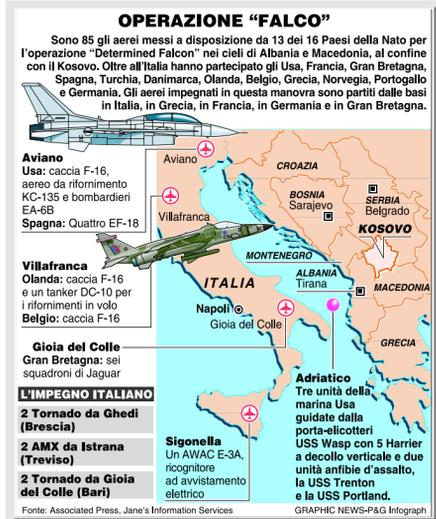 OPERAZIONE “FALCO”
Sono 85 gli aerei messi a disposizione da 13 dei 16 Paesi della Nato per
l'operazione “Determined Falcon” nei cieli di Albania e Macedonia, al confine
con il Kosovo. Oltre all'Italia hanno partecipato gli Usa, Francia, Gran Bretagna,
Spagna, Turchia, Danimarca, Olanda, Belgio, Grecia, Norvegia, Portogallo
e Germania. Gli aerei impegnati in questa manovra sono partiti dalle basi
in Italia, in Grecia, in Francia, in Germania e in Gran Bretagna.
Aviano
Usa: caccia F-16,
aereo da rifornimento
KC-135 e bombardieri
EA-6B
Spagna: Quattro EF-18
Villafranca
Olanda: caccia F-16
e un tanker DC-10 per
i rifornimenti in volo
Belgio: caccia F-16
Gioia del Colle
Gran Bretagna: sei
squadroni di Jaguar
L'IMPEGNO ITALIANO
2 Tornado da Ghedi
(Brescia)
2 AMX da Istrana
(Treviso)
2 Tornado da Gioia
del Colle (Bari)
Aviano
Villafranca
CROAZIA
BOSNIA
Sarajevo
SERBIA
Belgrado
KOSOVO
MONTENEGRO
ALBANIA
Tirana
MACEDONIA
ITALIA
Napoli
Gioia del Colle
GRECIA
Sigonella
Un AWAC E-3A,
ricognitore
ad avvistamento
elettrico
Adriatico
Tre unità della
marina Usa
guidate dalla
porta-elicotteri
USS Wasp con 5 Harrier
a decollo verticale e due
unità anfibie d'assalto,
la USS Trenton
e la USS Portland.
Fonte: Associated Press, Jane's Information Services
GRAPHIC NEWS-P&G Infograph